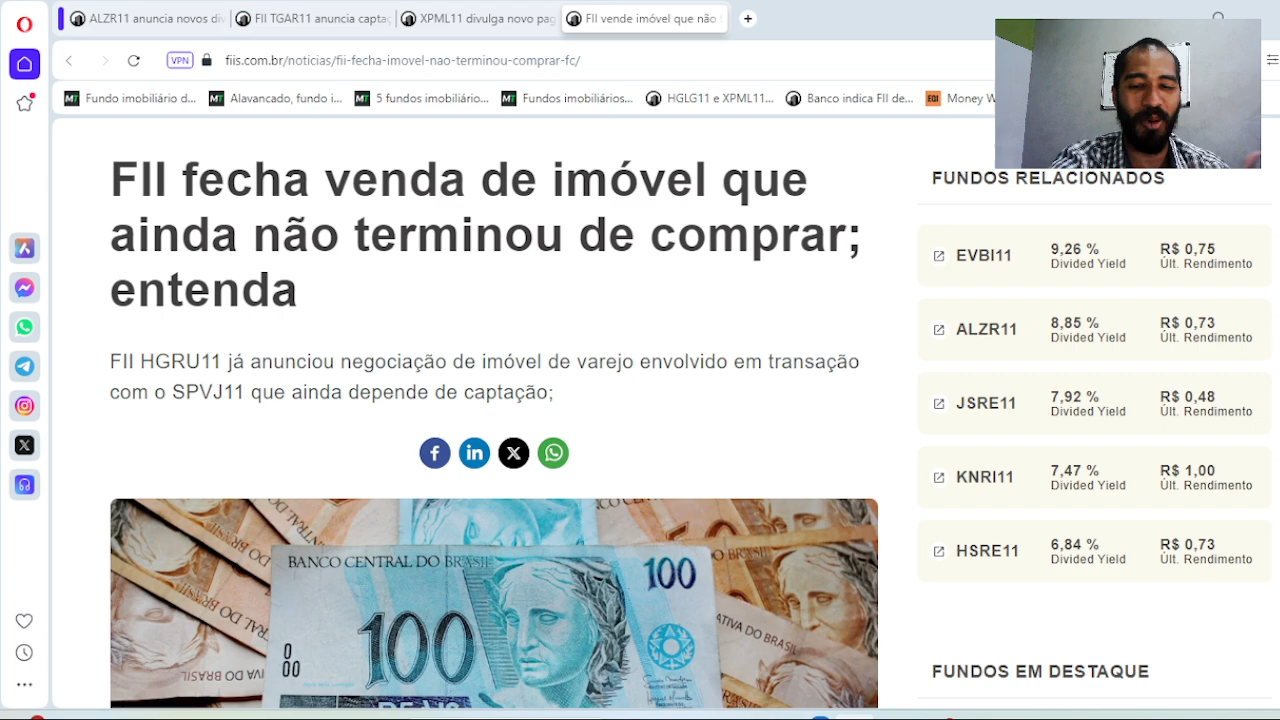 ALZR11 anuncia novos di
FII TGAR11 anuncia capta
XPML11 divulga novo pag
FII vende imóvel que não
VPN
fiis.com.br/noticias/fii-fecha-imovel-nao-terminou-comprar-fc/
Fundo imobiliário d...
Alavancado, fundo i...
5 fundos imobiliário...
Fundos imobiliários...
HGLG11 e XPML11...
Banco indica FII de...
EQI
Money W
FII fecha venda de imóvel que
ainda não terminou de comprar;
entenda
FII HGRU11 já anunciou negociação de imóvel de varejo envolvido em transação
com o SPVJ11 que ainda depende de captação;
FUNDOS RELACIONADOS
EVBI11
9,26 %
Divided Yield
R$ 0,75
Últ. Rendimento
ALZR11
8,85 %
Divided Yield
R$ 0,73
Últ. Rendimento
JSRE11
7,92 %
Divided Yield
R$ 0,48
Últ. Rendimento
KNRI11
7,47 %
Divided Yield
R$ 1,00
Últ. Rendimento
HSRE11
6,84 %
Divided Yield
R$ 0,73
Últ. Rendimento
FUNDOS EM DESTAQUE
BANCO CENTRAL DO BRASIL
100
100